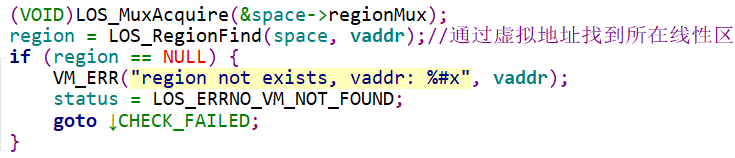 (VOID)LOS_MuxAcquire(&space->regionMux);
region = LOS_RegionFind(space, vaddr);//通过虚拟地址找到所在线性区
if (region == NULL) {
    VM_ERR("region not exists, vaddr: %#x", vaddr);
    status = LOS_ERRNO_VM_NOT_FOUND;
    goto ↓CHECK_FAILED;
}